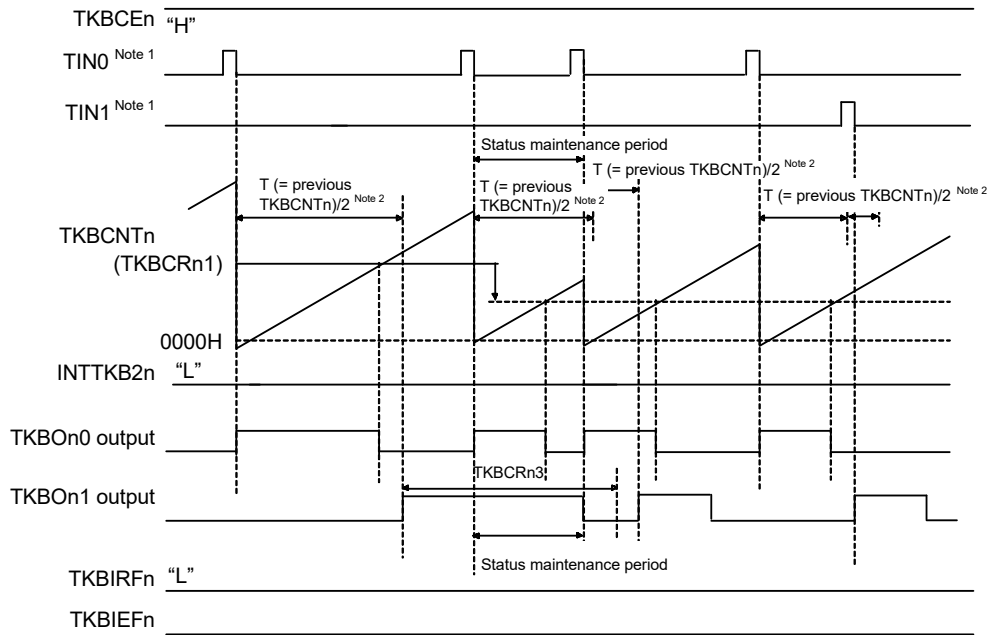 TKBCEn "H"
TIN0 Note 1
TIN1 Note 1
Status maintenance period
T (= previous TKBCNTn)/2 Note 2
T (= previous
TKBCNTn)/2 Note 2
T (= previous
TKBCNTn)/2 Note 2
T (= previous TKBCNTn)/2 Note 2
TKBCNTn
(TKBCRn1)
0000H
INTTKB2n "L"
TKBOn0 output
TKBCRn3
TKBOn1 output
Status maintenance period
TKBIRFn "L"
TKBIEFn